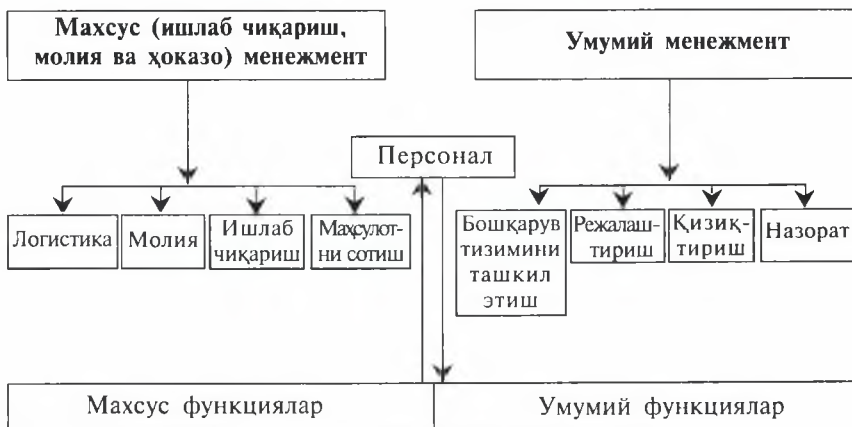 Махсус (ишлаб чиқариш,
молия ва ҳоказо) менежмент
Умумий менежмент
Персонал
Логистика
Молия
Ишлаб
чиқариш
Маҳсулот-
ни сотиш
Бошқарув
тизимини
ташкил
этиш
Режалаш-
тириш
Қизиқ-
тириш
Назорат
Махсус функциялар
Умумий функциялар